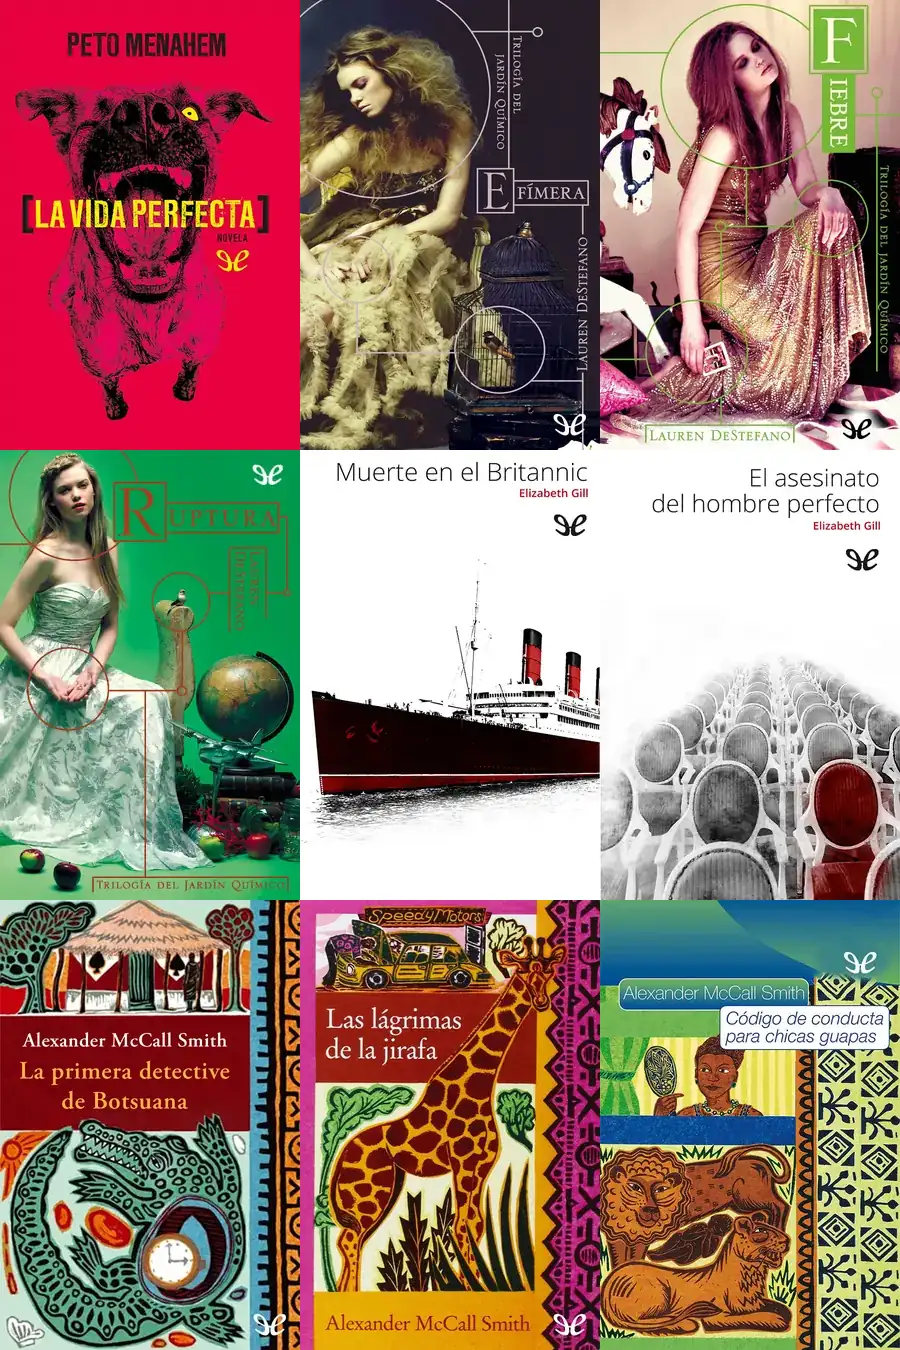 PETO MENAHEM
[LA VIDA PERFECTA]
NOVELA
TRILOGÍA DEL
JARDÍN QUÍMICO
EFÍMERA
LAUREN DESTEFANO
FIEBRE
TRILOGÍA DEL JARDÍN QUÍMICO
LAUREN DESTEFANO
RUPTURA
LAUREN
DESTEFANO
TRILOGÍA DEL JARDÍN QUÍMICO
Muerte en el Britannic
Elizabeth Gill
El asesinato
del hombre perfecto
Elizabeth Gill
Alexander McCall Smith
La primera detective
de Botsuana
Speedy Motors
Las lágrimas
de la jirafa
Alexander McCall Smith
Alexander McCall Smith
Código de conducta
para chicas guapas